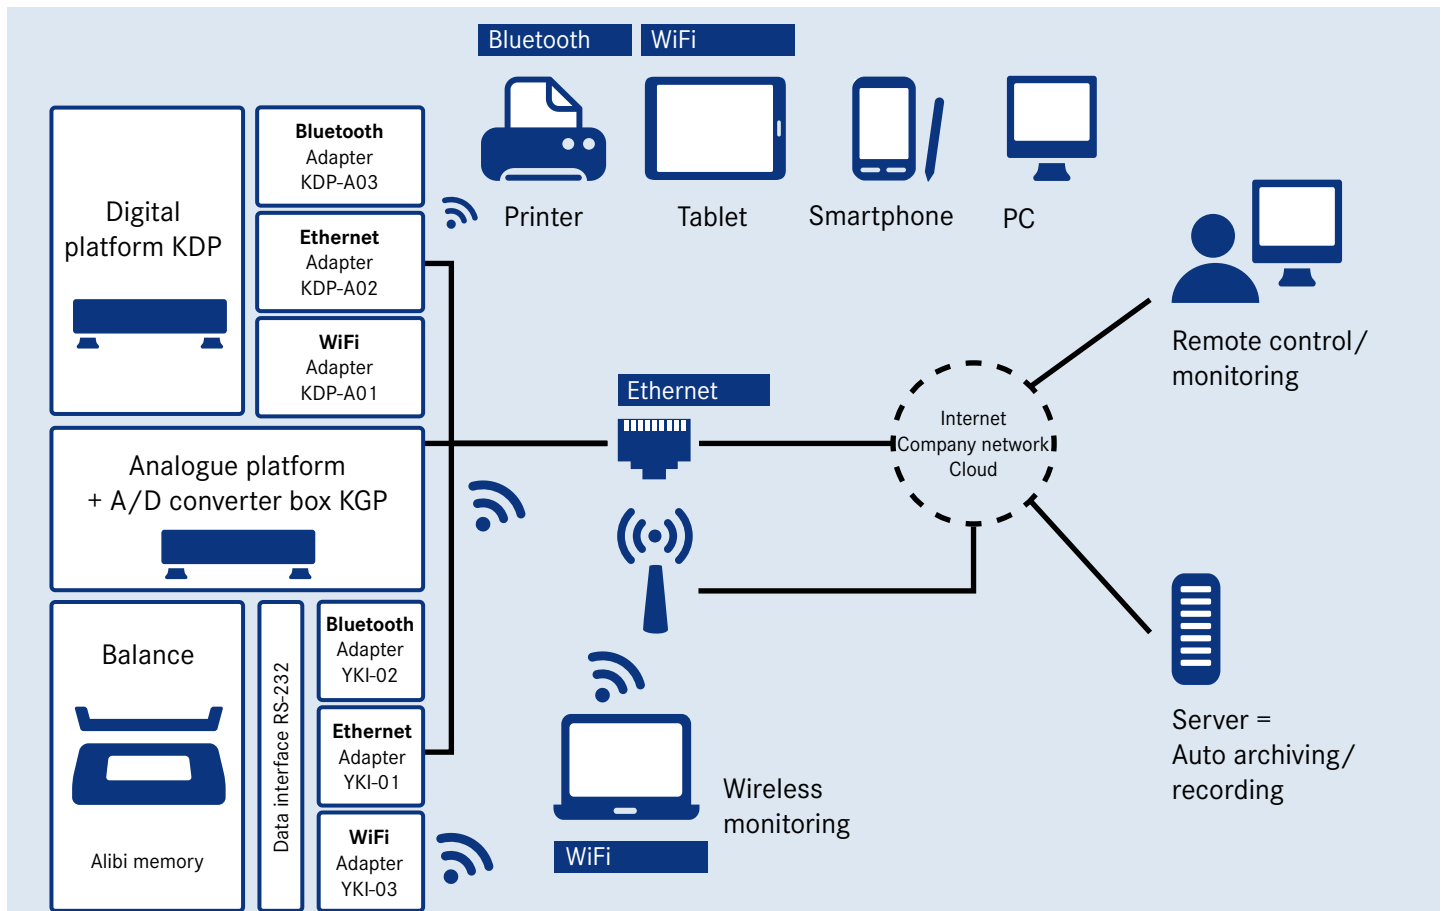 Bluetooth
WiFi
Printer
Tablet
Smartphone
PC
Digital
platform KDP
Bluetooth
Adapter
KDP-A03
Ethernet
Adapter
KDP-A02
WiFi
Adapter
KDP-A01
Analogue platform
+ A/D converter box KGP
Balance
Alibi memory
Data interface RS-232
Bluetooth
Adapter
YKI-02
Ethernet
Adapter
YKI-01
WiFi
Adapter
YKI-03
Ethernet
Wireless
monitoring
WiFi
Internet
Company network
Cloud
Remote control/
monitoring
Server =
Auto archiving/
recording